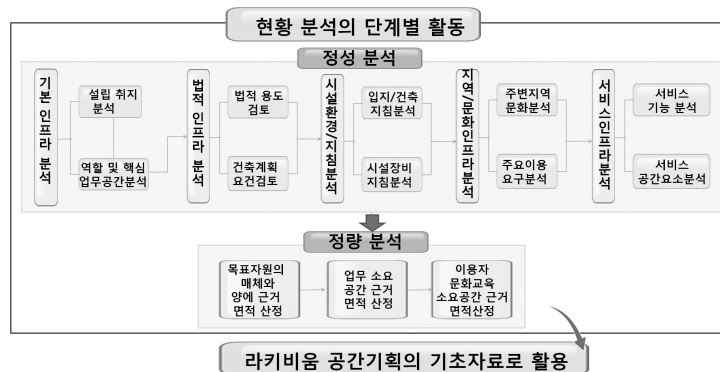 현황 분석의 단계별 활동
정성 분석
기본 인프라 분석
설립 취지
분석
역할 및 핵심
업무공간분석
법적 인프라 분석
법적 용도
검토
건축계획
요건검토
시설환경/지침분석
입지/건축
지침분석
시설장비
지침분석
지역/문화인프라분석
주변지역
문화분석
주요이용
요구분석
서비스인프라분석
서비스
기능 분석
서비스
공간요소분석
정량 분석
목표자원의
매체와
양에 근거
면적 산정
업무 소요
공간 근거
면적 산정
이용자
문화교육
소요공간 근거
면적산정
라키비움 공간기획의 기초자료로 활용